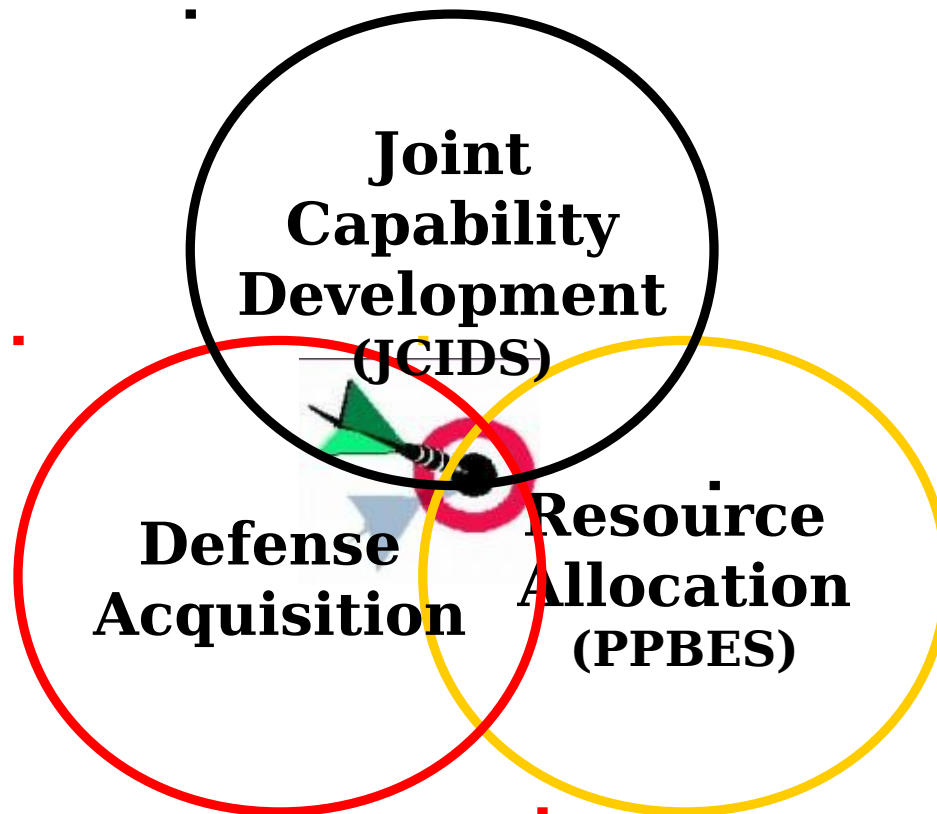 Joint
Capability
Development
(JCIDS)
Defense
Acquisition
Resource
Allocation
(PPBES)